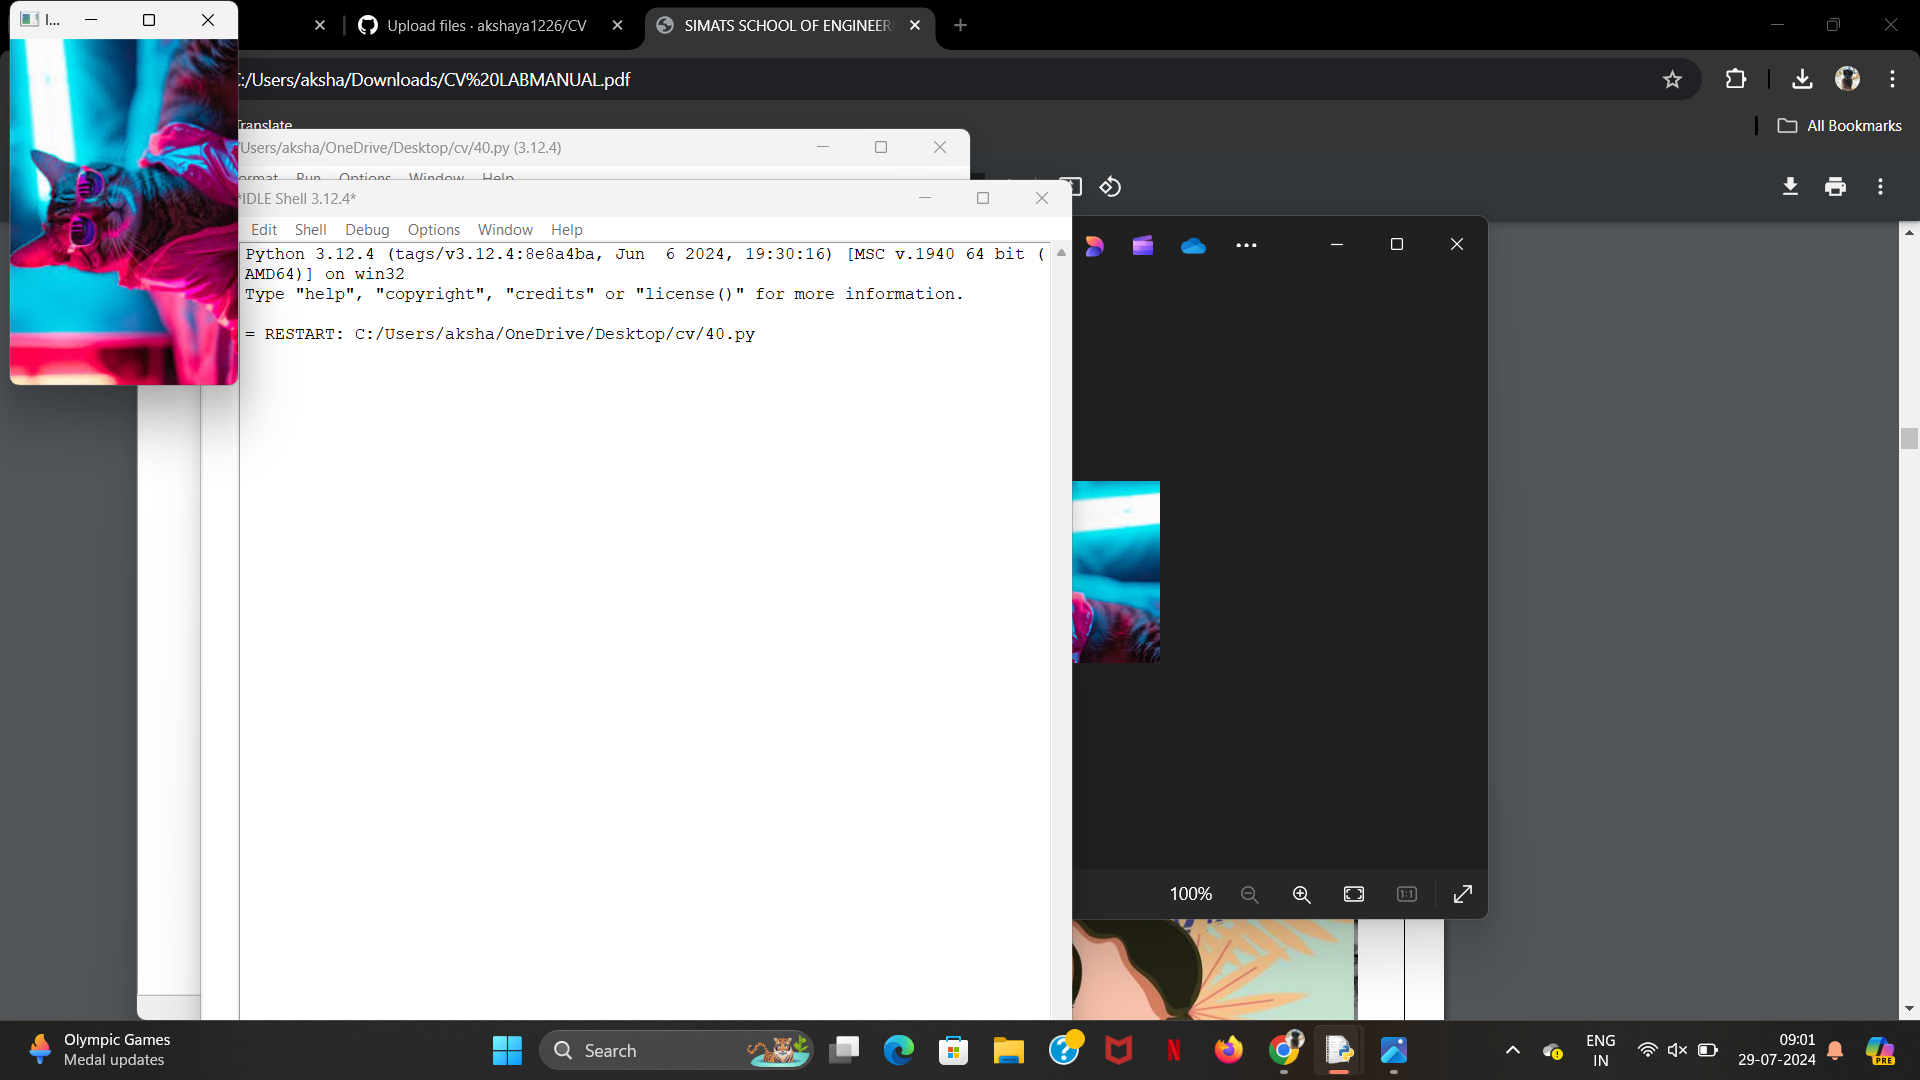 I...
Upload files · akshaya1226/CV
SIMATS SCHOOL OF ENGINEER
C:/Users/aksha/Downloads/CV%20LABMANUAL.pdf
Translate
All Bookmarks
/Users/aksha/OneDrive/Desktop/cv/40.py (3.12.4)
Format Run Options Window Help
*IDLE Shell 3.12.4*
Edit Shell Debug Options Window Help
Python 3.12.4 (tags/v3.12.4:8e8a4ba, Jun 6 2024, 19:30:16) [MSC v.1940 64 bit (
AMD64)] on win32
Type "help", "copyright", "credits" or "license()" for more information.
= RESTART: C:/Users/aksha/OneDrive/Desktop/cv/40.py
100%
1:1
Olympic Games
Medal updates
Search
ENG
IN
09:01
29-07-2024
PRE